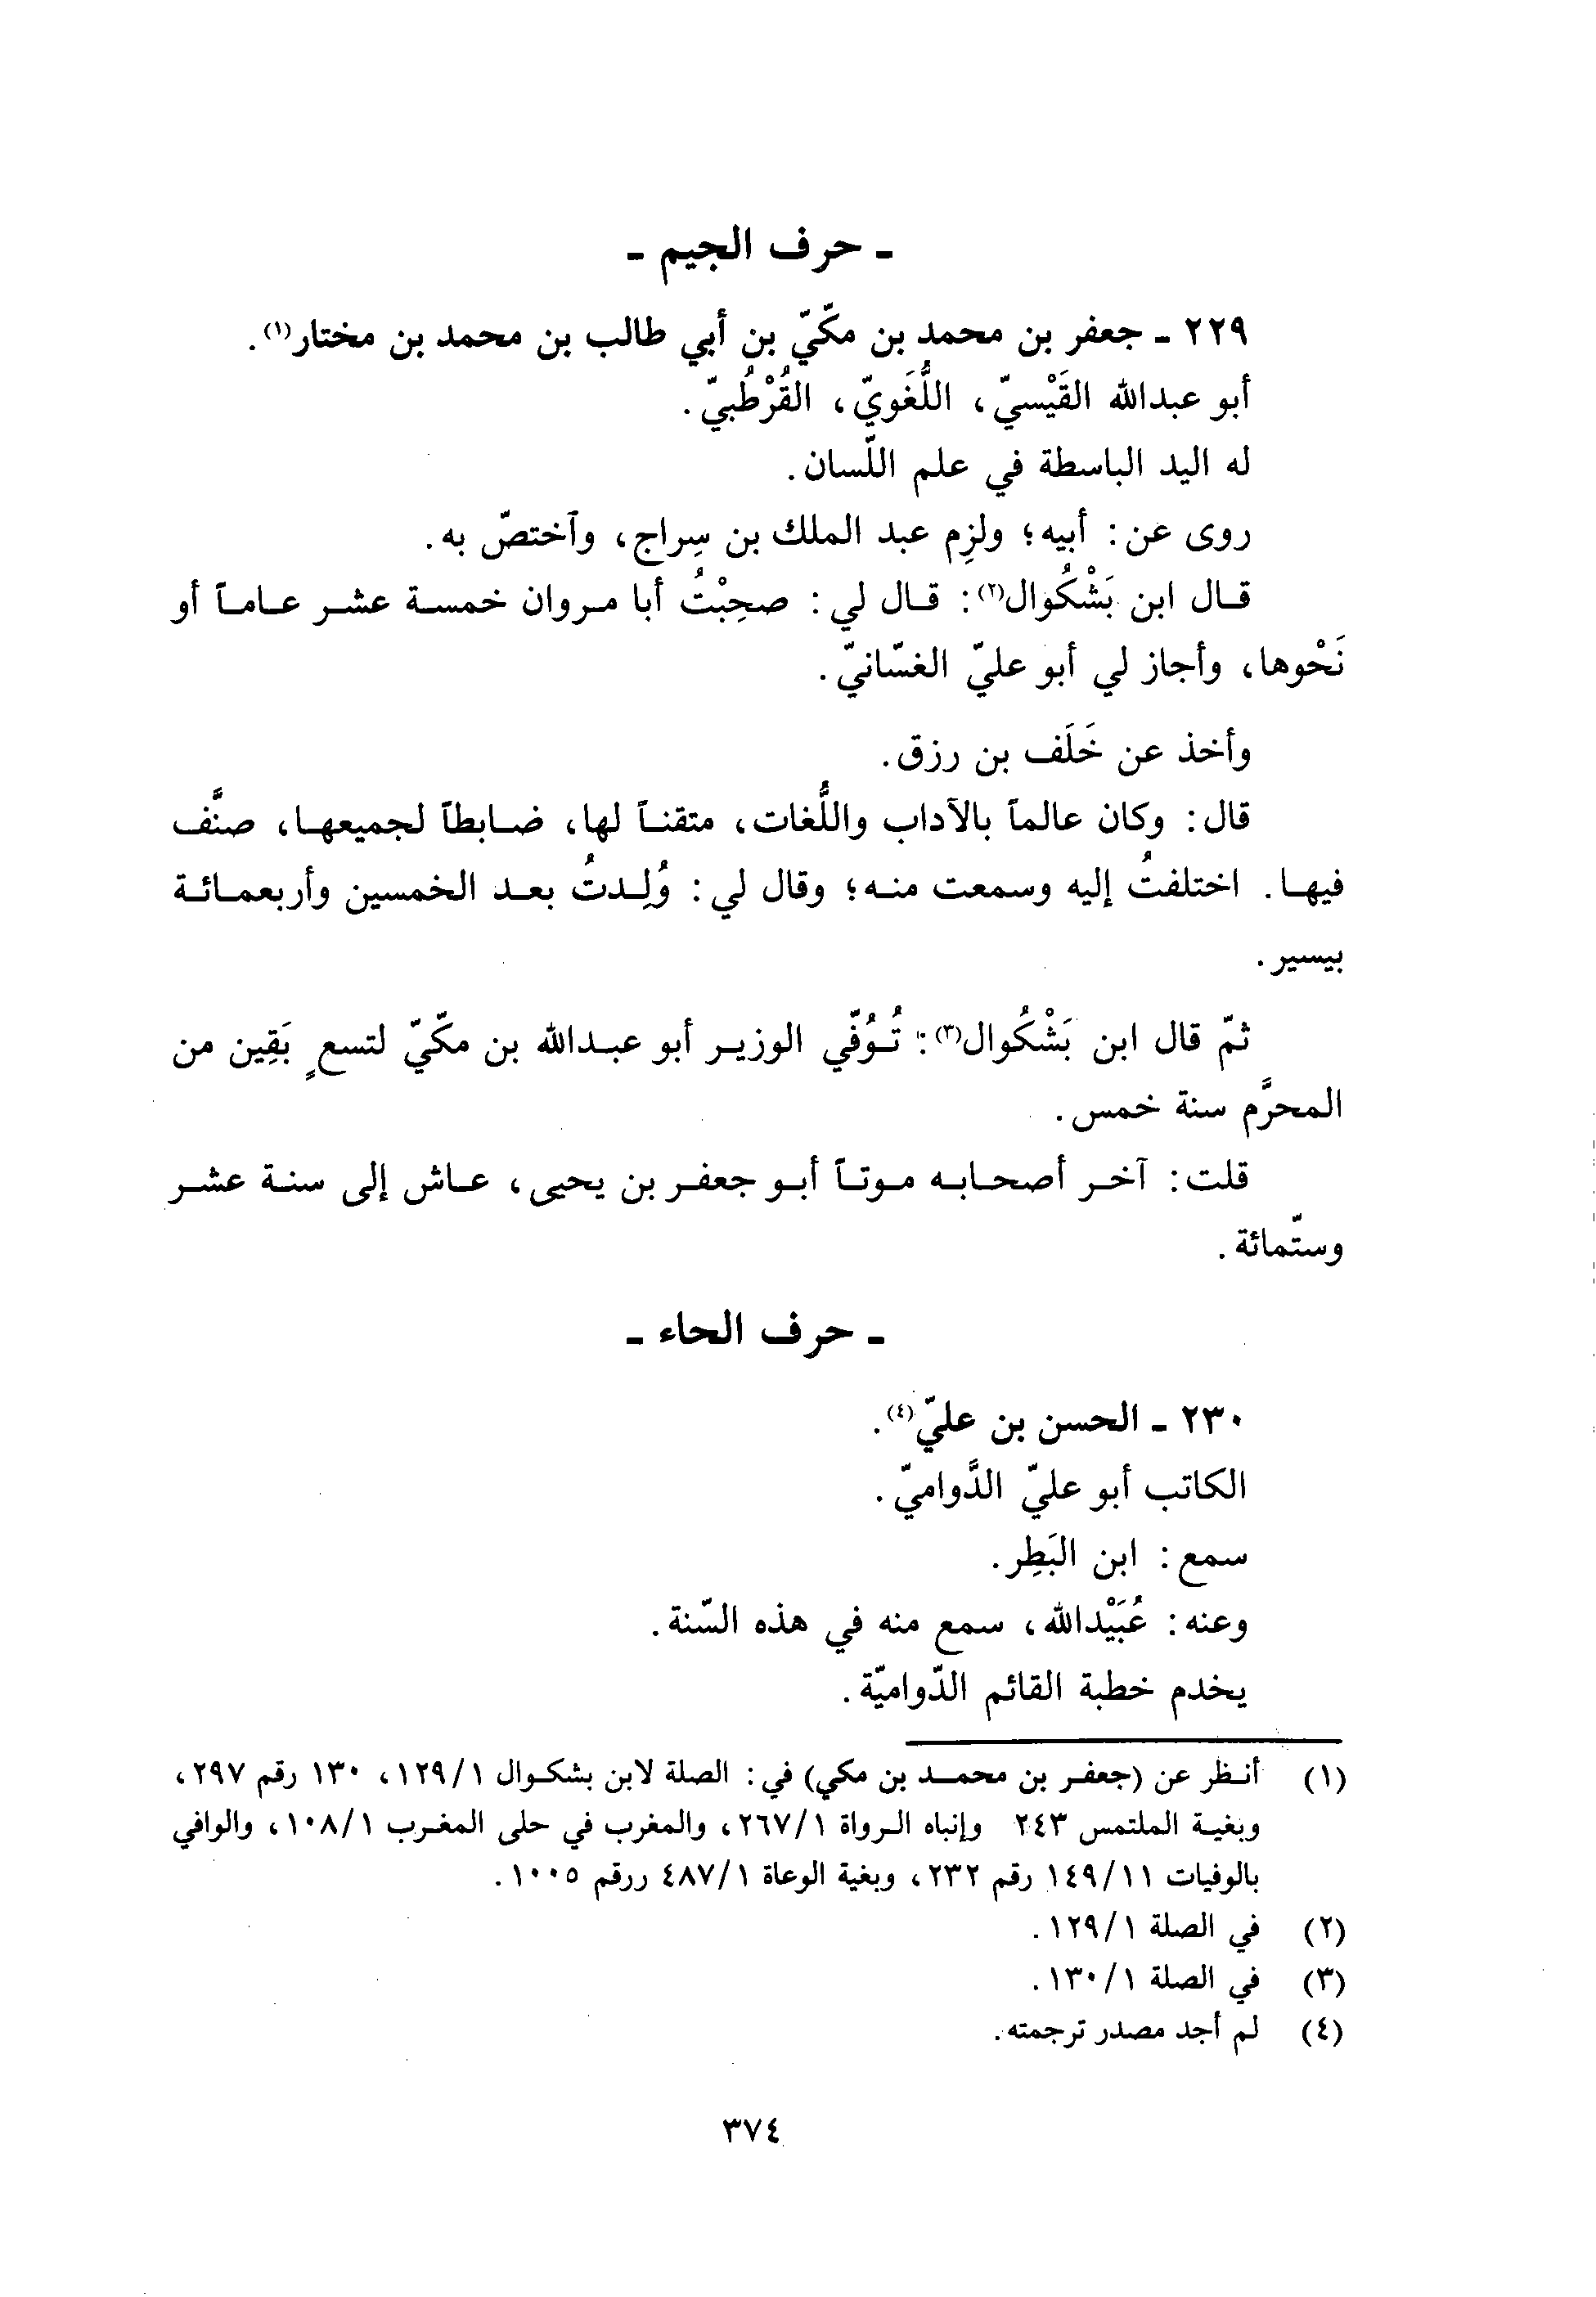 - حرف الجيم -
٢٢٩ - جعفر بن محمد بن مكّيّ بن أبي طالب بن محمد بن مختار(١).
أبو عبدالله القَيْسيّ، اللُّغَويّ، القُرْطُبيّ.
له اليد الباسطة في علم اللّسان.
روى عن: أبيه؛ ولزِم عبد الملك بن سِراج، وآختصّ به.
قال ابن بَشْكُوال(٢): قال لي: صحِبْتُ أبا مروان خمسة عشر عاماً أو
نَحْوها، وأجاز لي أبو عليّ الغسّانيّ.
وأخذ عن خَلَف بن رزق.
قال: وكان عالماً بالآداب واللُّغات، متقناً لها، ضابطاً لجميعها، صنَّف
فيها. اختلفتُ إليه وسمعت منه؛ وقال لي: وُلِدتُ بعد الخمسين وأربعمائة
بيسير.
ثمّ قال ابن بَشْكُوال(٣): تُوُفّي الوزير أبو عبدالله بن مكّيّ لتسعٍ بَقِين من
المحرَّم سنة خمس.
قلت: آخر أصحابه موتاً أبو جعفر بن يحيى، عاش إلى سنة عشر
وستّمائة.
- حرف الحاء -
٢٣٠ - الحسن بن عليّ(٤).
الكاتب أبو عليّ الدَّواميّ.
سمع: ابن البَطِر.
وعنه: عُبَيْدالله، سمع منه في هذه السّنة.
يخدم خطبة القائم الدّواميّة.
(١) أنظر عن (جعفر بن محمد بن مكي) في: الصلة لابن بشكوال ١/١٢٩، ١٣٠ رقم ٢٩٧،
وبغية الملتمس ٢٤٣ وإنباه الرواة ١/٢٦٧، والمغرب في حلى المغرب ١/١٠٨، والوافي
بالوفيات ١١/١٤٩ رقم ٢٣٢، وبغية الوعاة ١/٤٨٧ ررقم ١٠٠٥.
(٢) في الصلة ١/١٢٩.
(٣) في الصلة ١/١٣٠.
(٤) لم أجد مصدر ترجمته.
٣٧٤